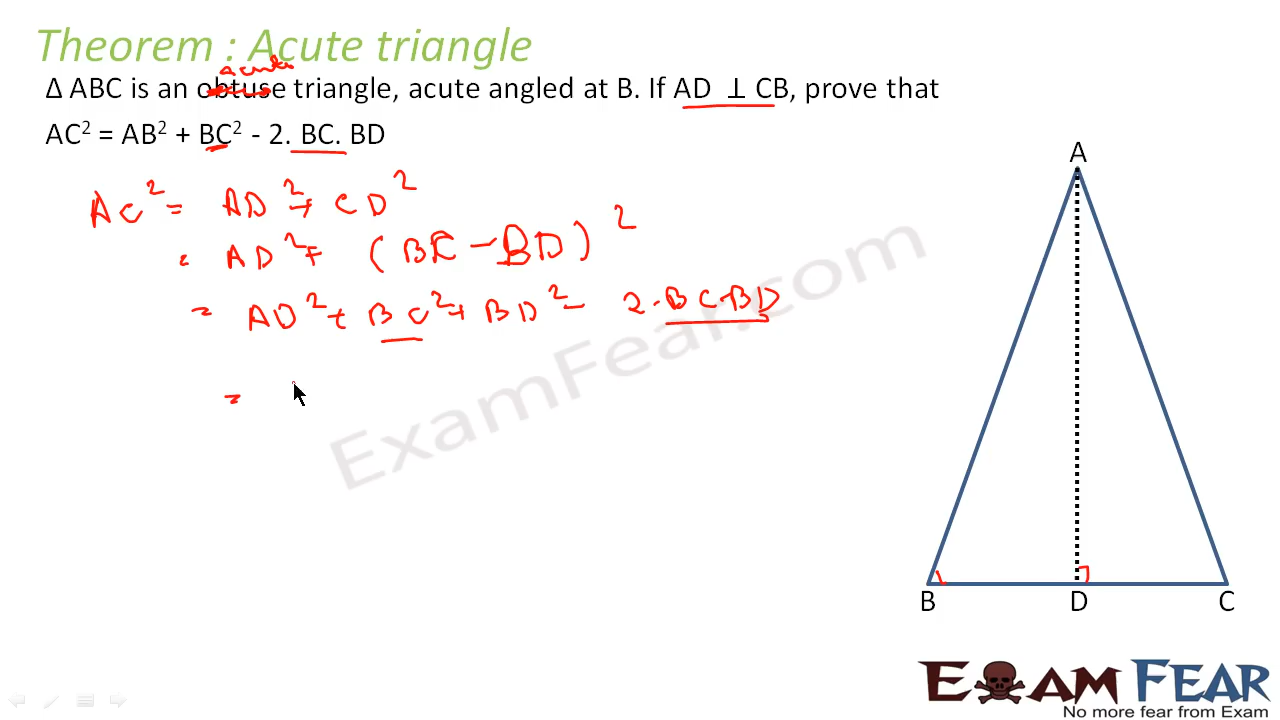 Theorem : Acute triangle
acute
Δ ABC is an obtuse triangle, acute angled at B. If AD ⊥ CB, prove that
AC² = AB² + BC² - 2. BC. BD
AC² = AD² + CD²
= AD² + (BC - BD)²
= AD² + BC² + BD² - 2.BC.BD
=
A
B
D
C
ExamFear.com
EXAM FEAR
No more fear from Exam